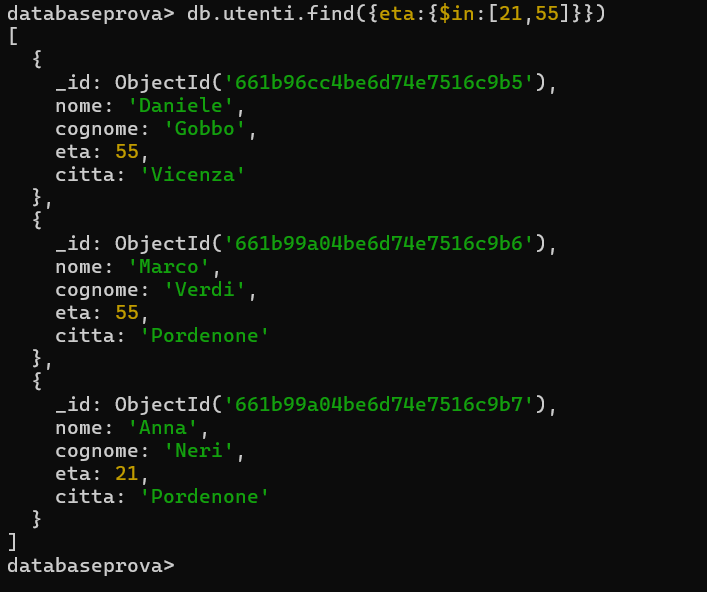 databaseprova> db.utenti.find({eta:{$in:[21,55]}})
[
  {
    _id: ObjectId('661b96cc4be6d74e7516c9b5'),
    nome: 'Daniele',
    cognome: 'Gobbo',
    eta: 55,
    citta: 'Vicenza'
  },
  {
    _id: ObjectId('661b99a04be6d74e7516c9b6'),
    nome: 'Marco',
    cognome: 'Verdi',
    eta: 55,
    citta: 'Pordenone'
  },
  {
    _id: ObjectId('661b99a04be6d74e7516c9b7'),
    nome: 'Anna',
    cognome: 'Neri',
    eta: 21,
    citta: 'Pordenone'
  }
]
databaseprova>